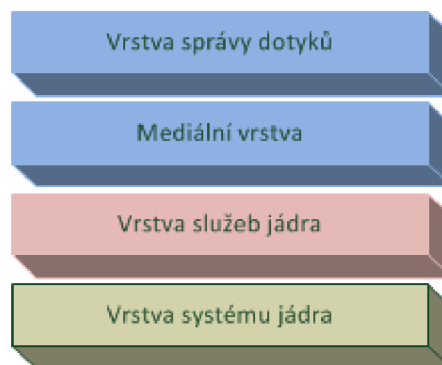 Vrstva správy dotyků
Mediální vrstva
Vrstva služeb jádra
Vrstva systému jádra